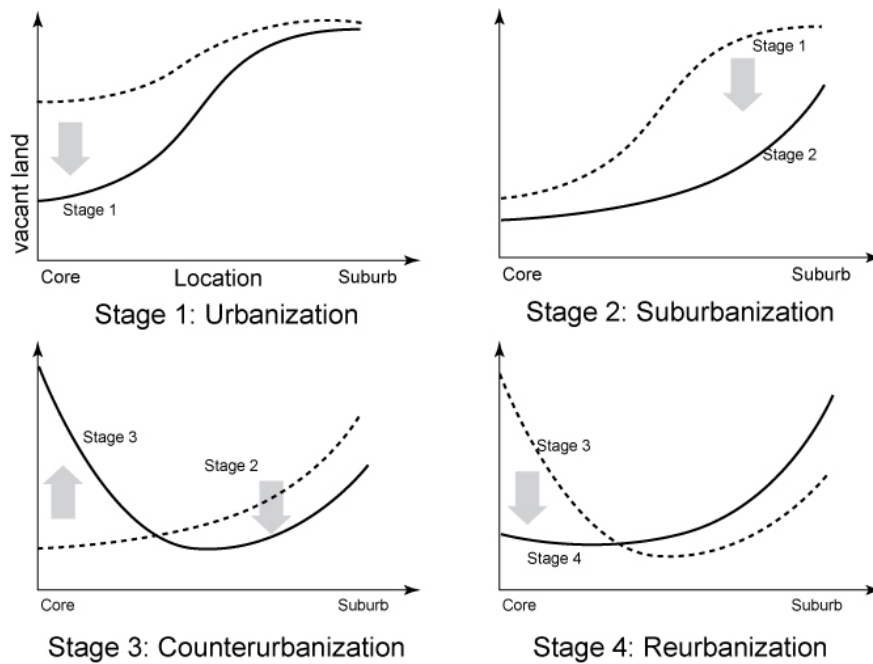 vacant land
Stage 1
Core
Location
Suburb
Stage 1: Urbanization
Stage 1
Stage 2
Core
Suburb
Stage 2: Suburbanization
Stage 3
Stage 2
Core
Suburb
Stage 3: Counterurbanization
Stage 3
Stage 4
Core
Suburb
Stage 4: Reurbanization